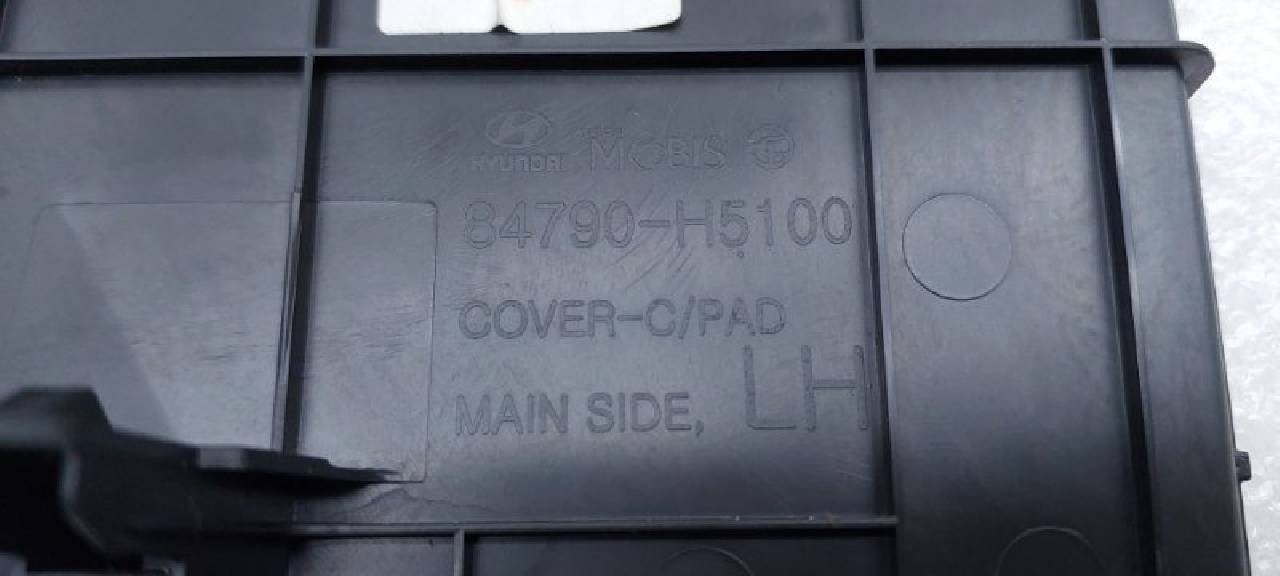 HYUNDAI MOBIS
84790-H5100
COVER-C/PAD
MAIN SIDE, LH